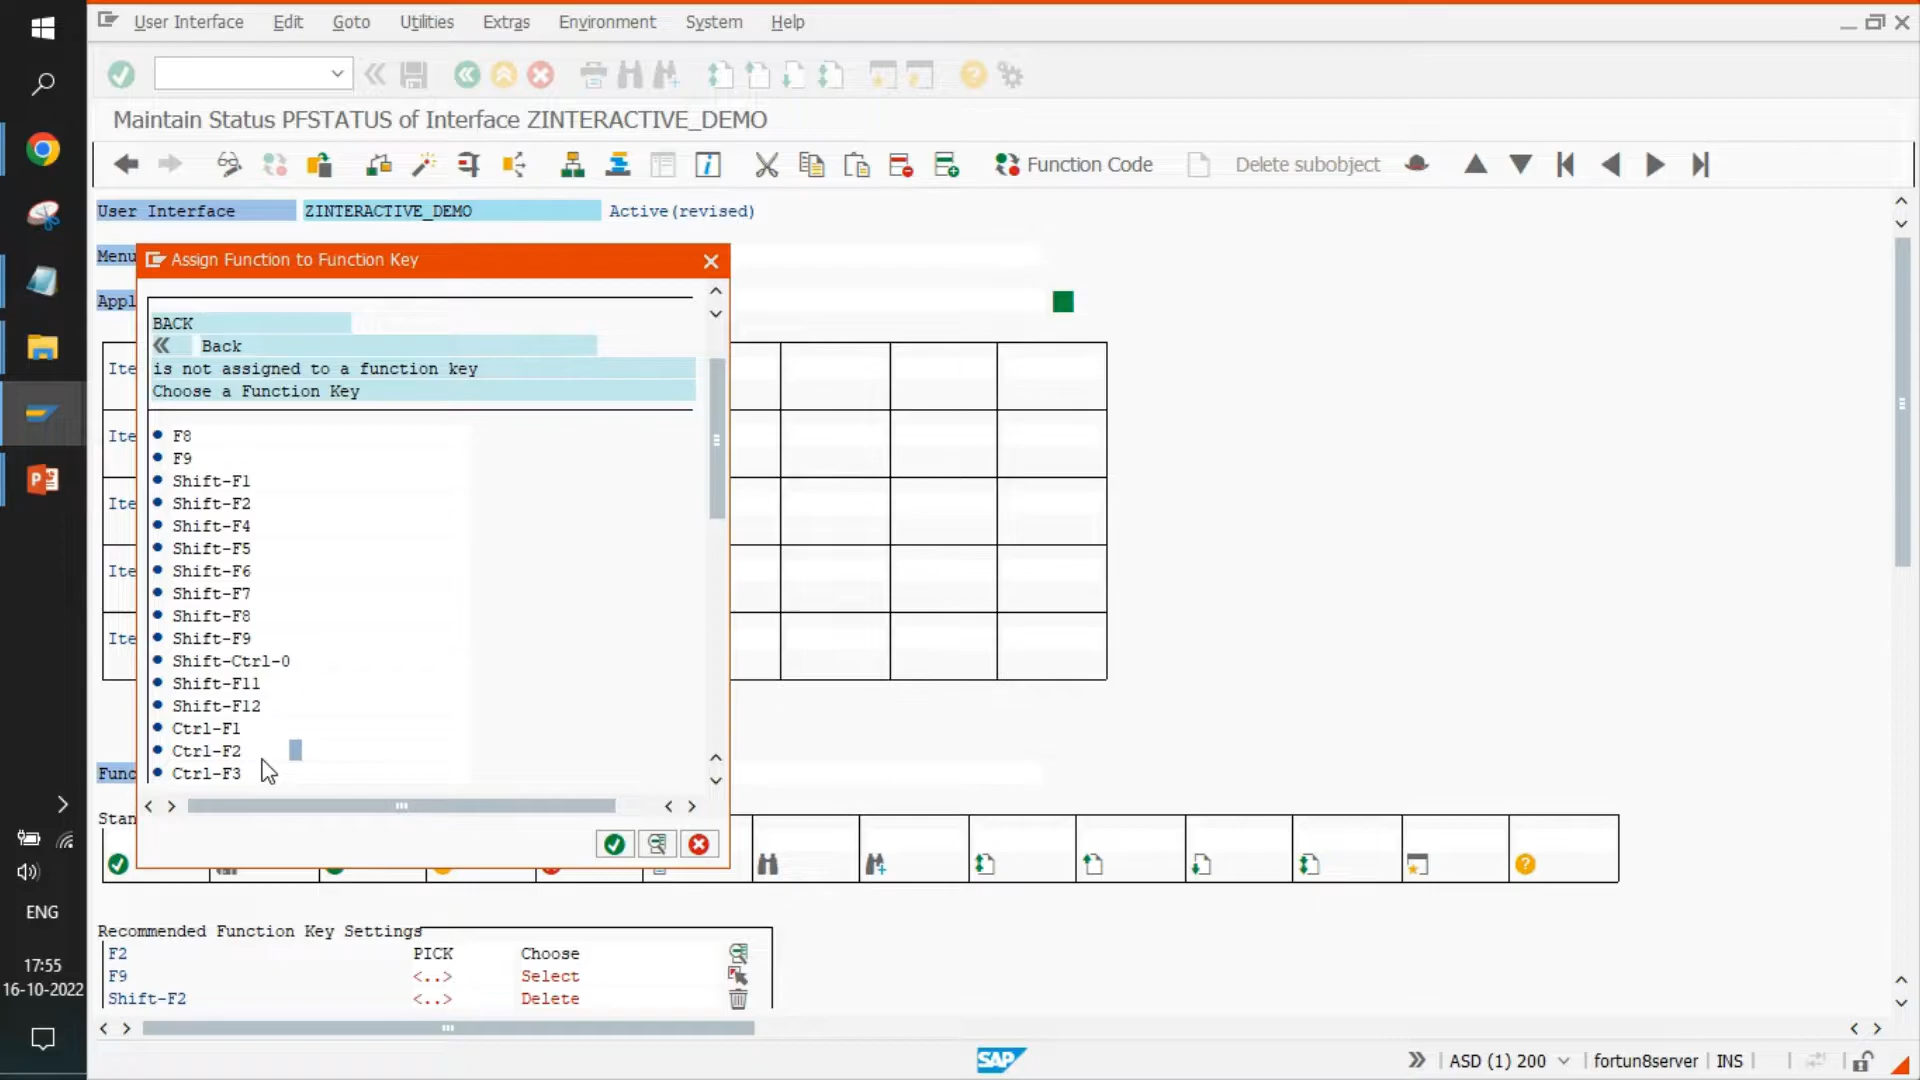 User Interface Edit Goto Utilities Extras Environment System Help
Maintain Status PFSTATUS of Interface ZINTERACTIVE_DEMO
Function Code Delete subobject
User Interface ZINTERACTIVE_DEMO Active(revised)
Menu
Assign Function to Function Key
Appl
BACK
Back
is not assigned to a function key
Choose a Function Key
Ite
Ite
Ite
Ite
Ite
F8
F9
Shift-F1
Shift-F2
Shift-F4
Shift-F5
Shift-F6
Shift-F7
Shift-F8
Shift-F9
Shift-Ctrl-0
Shift-F11
Shift-F12
Ctrl-F1
Ctrl-F2
Ctrl-F3
Func
Stan
Recommended Function Key Settings
F2 PICK Choose
F9 <..> Select
Shift-F2 <..> Delete
SAP
ASD (1) 200 fortun8server INS
ENG
17:55
16-10-2022